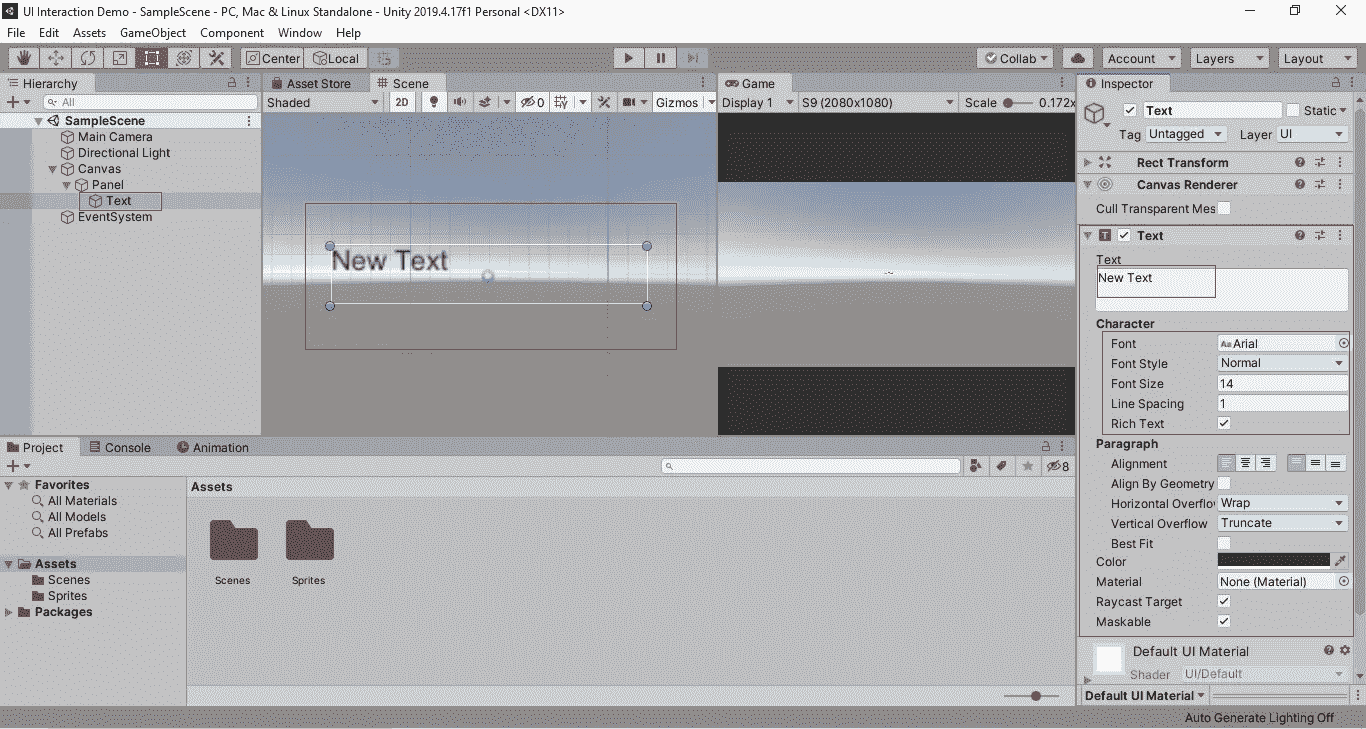 UI Interaction Demo - SampleScene - PC, Mac & Linux Standalone - Unity 2019.4.17f1 Personal <DX11>
File Edit Assets GameObject Component Window Help
Center Local Collab Account Layers Layout
Hierarchy
All
SampleScene
Main Camera
Directional Light
Canvas
Panel
Text
EventSystem
Asset Store Scene
Shaded 2D 0 Gizmos
New Text
Game
Display 1 S9 (2080x1080) Scale 0.172x
Inspector
Text Static
Tag Untagged Layer UI
Rect Transform
Canvas Renderer
Cull Transparent Mes
Text
Text
New Text
Character
Font Arial
Font Style Normal
Font Size 14
Line Spacing 1
Rich Text
Paragraph
Alignment
Align By Geometry
Horizontal Overflo Wrap
Vertical Overflow Truncate
Best Fit
Color
Material None (Material)
Raycast Target
Maskable
Default UI Material
Shader UI/Default
Default UI Material
Project Console Animation
8
Favorites
All Materials
All Models
All Prefabs
Assets
Scenes
Sprites
Packages
Assets
Scenes Sprites
Auto Generate Lighting Off